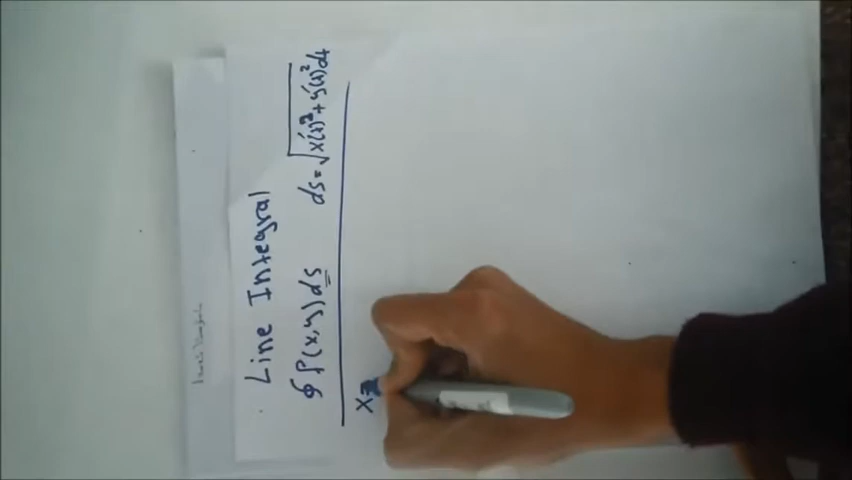 Line Integral
∮ f(x,y) ds ds = √x'(t)² + y'(t)² dt
x =